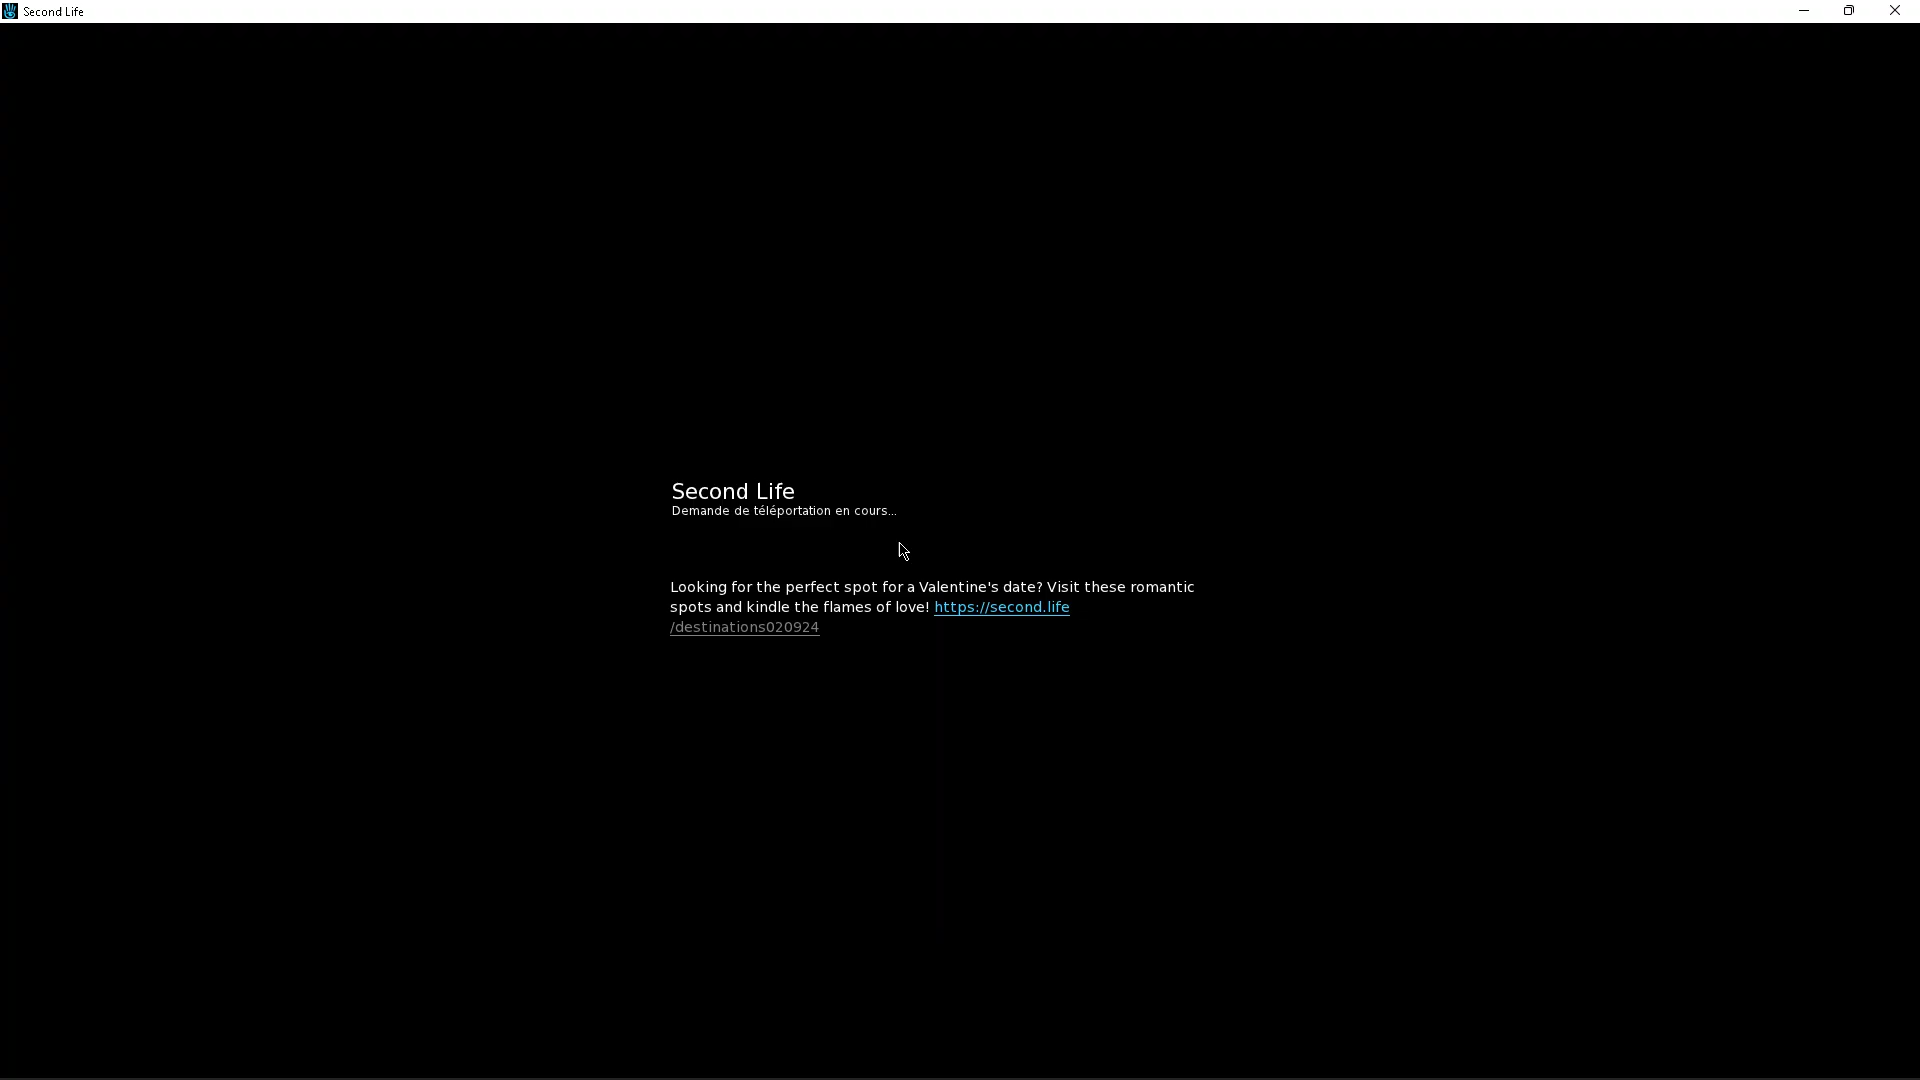 Second Life
Second Life
Demande de téléportation en cours...
Looking for the perfect spot for a Valentine's date? Visit these romantic
spots and kindle the flames of love! https://second.life
/destinations020924